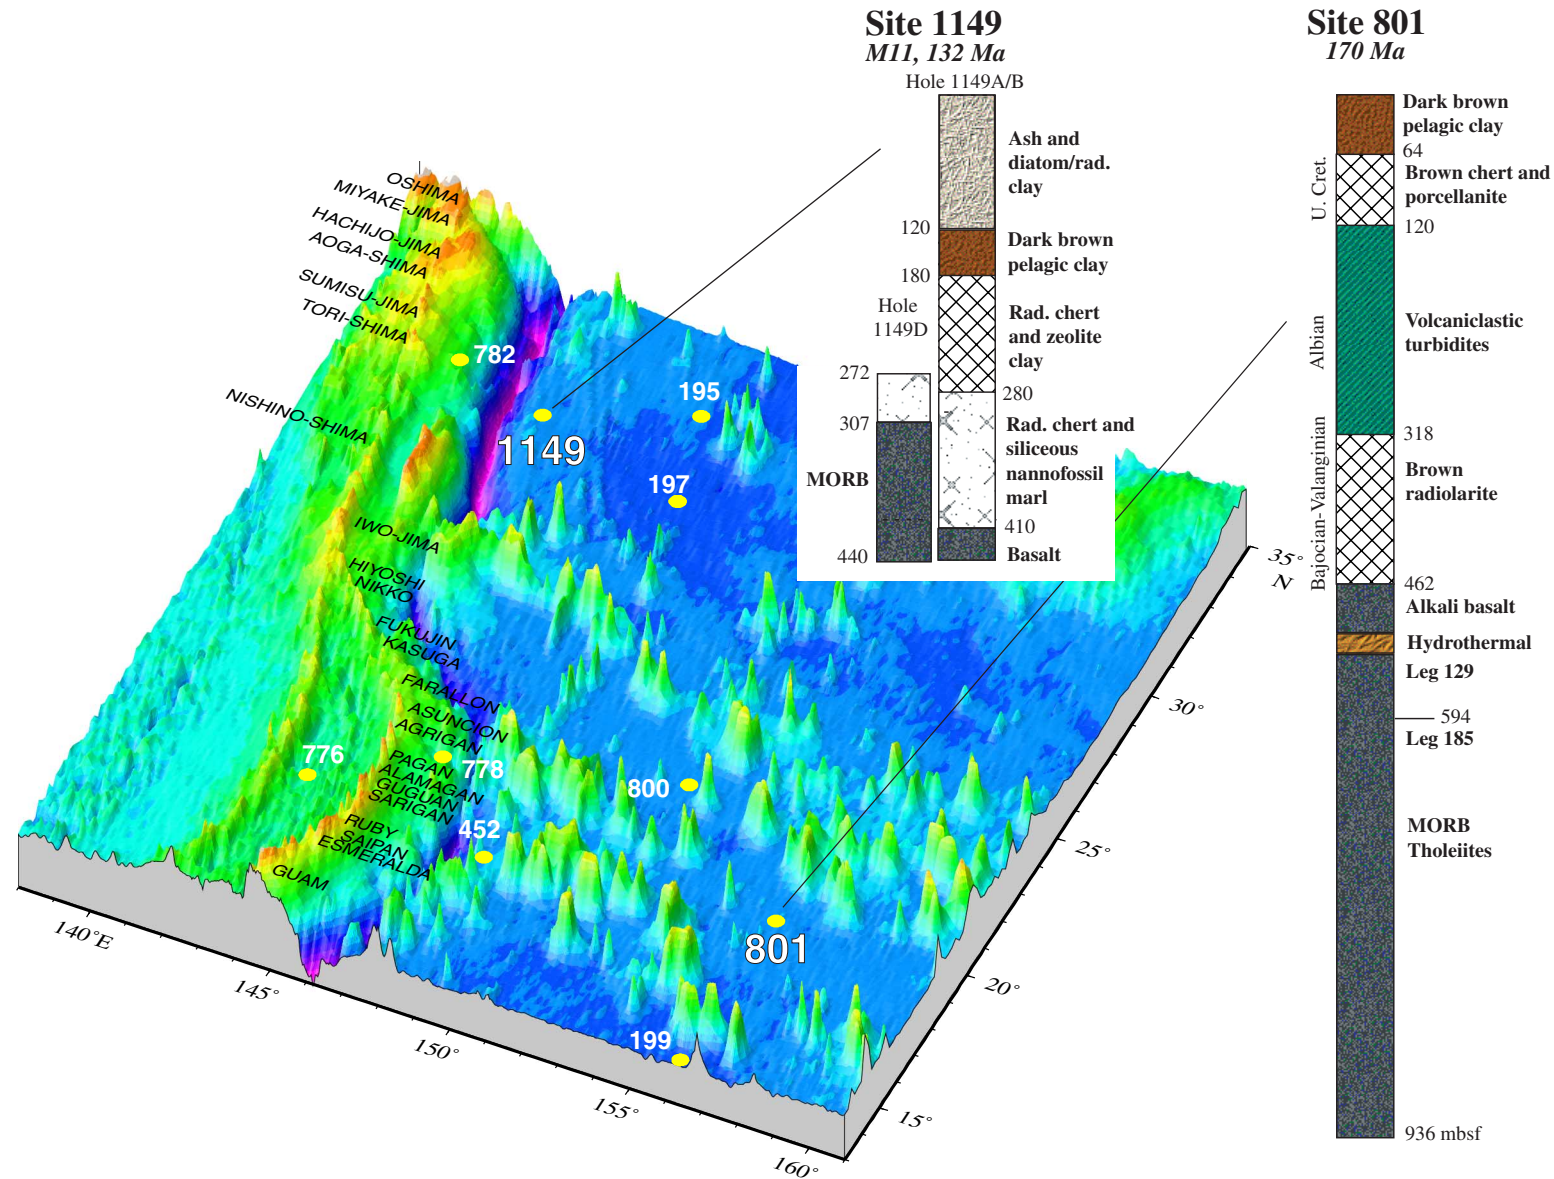 Site 1149
M11, 132 Ma
Hole 1149A/B
Ash and
diatom/rad.
clay
120
Dark brown
pelagic clay
180
Hole
1149D
Rad. chert
and zeolite
clay
272
280
307
Rad. chert and
siliceous
nannofossil
marl
MORB
410
440
Basalt
Site 801
170 Ma
Dark brown
pelagic clay
64
U. Cret.
Brown chert and
porcellanite
120
Albian
Volcaniclastic
turbidites
318
Bajocian-Valanginian
Brown
radiolarite
462
Alkali basalt
Hydrothermal
Leg 129
594
Leg 185
MORB
Tholeiites
936 mbsf
OSHIMA
MIYAKE-JIMA
HACHIJO-JIMA
AOGA-SHIMA
SUMISU-JIMA
TORI-SHIMA
782
195
NISHINO-SHIMA
1149
197
IWO-JIMA
HIYOSHI
NIKKO
FUKUJIN
KASUGA
FARALLON
ASUNCION
AGRIGAN
776
PAGAN
778
ALAMAGAN
GUGUAN
SARIGAN
800
RUBY
452
SAIPAN
ESMERALDA
GUAM
801
199
140°E
145°
150°
155°
160°
15°
20°
25°
30°
35°
N